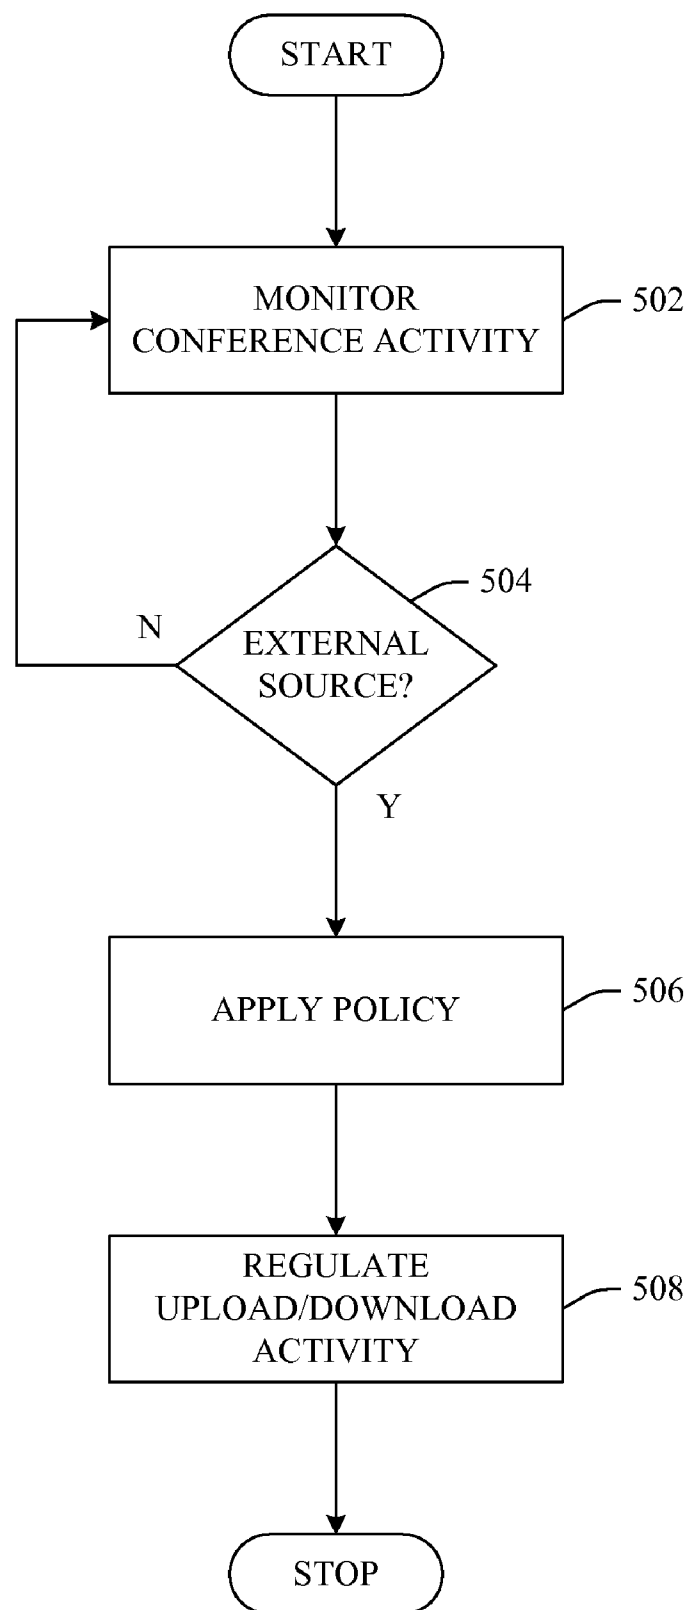 START
MONITOR
CONFERENCE ACTIVITY
502
504
N
EXTERNAL
SOURCE?
Y
APPLY POLICY
506
REGULATE
UPLOAD/DOWNLOAD
ACTIVITY
508
STOP